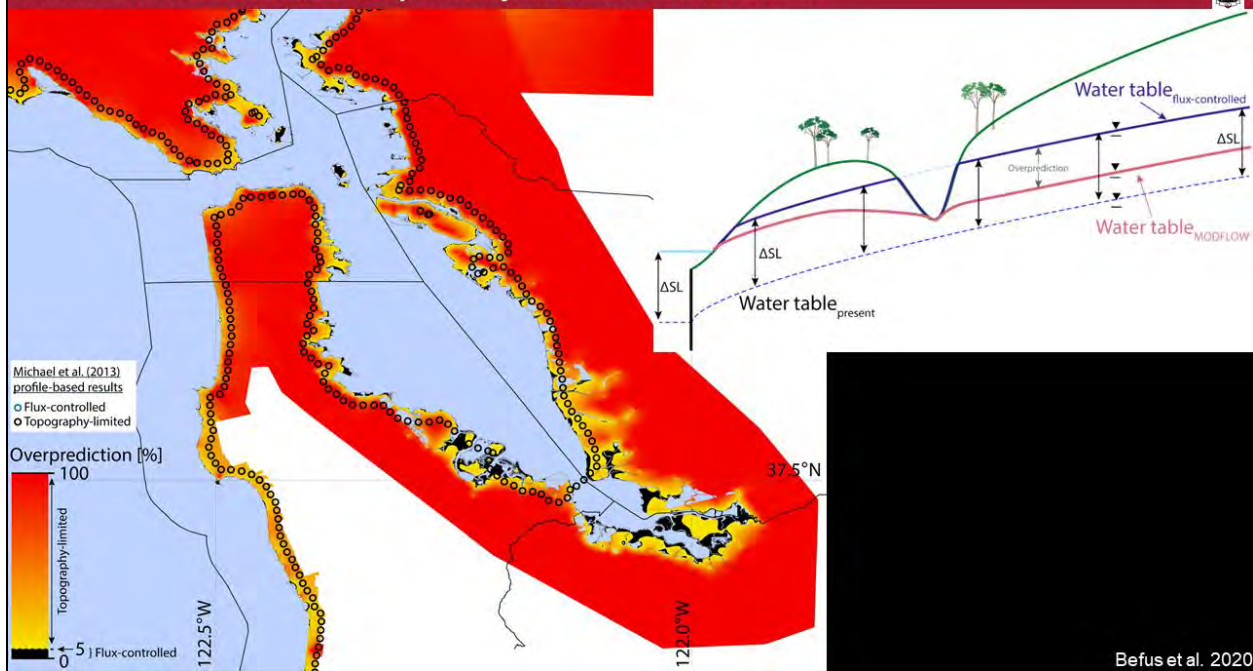 Water table flux-controlled
ΔSL
Overprediction
Water table MODFLOW
ΔSL
ΔSL
Water table present
Michael et al. (2013)
profile-based results
Flux-controlled
Topography-limited
Overprediction [%]
100
Topography-limited
5 } Flux-controlled
0
37.5°N
122.5°W
122.0°W
Befus et al. 2020